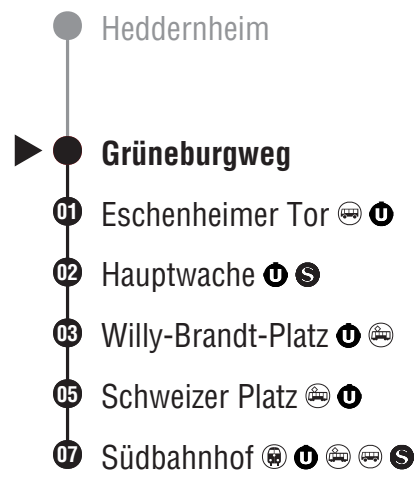 Heddernheim
Grüneburgweg
01 Eschenheimer Tor U
02 Hauptwache U S
03 Willy-Brandt-Platz U
05 Schweizer Platz U
07 Südbahnhof U S